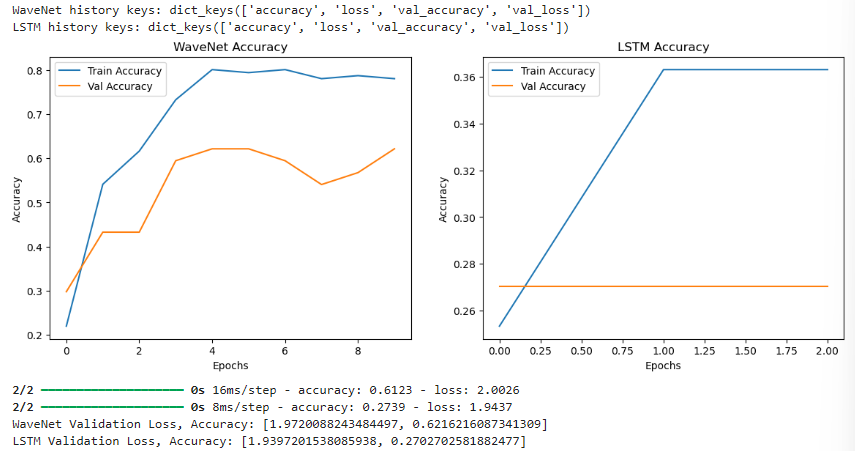 WaveNet history keys: dict_keys(['accuracy', 'loss', 'val_accuracy', 'val_loss'])
LSTM history keys: dict_keys(['accuracy', 'loss', 'val_accuracy', 'val_loss'])
WaveNet Accuracy
Train Accuracy
Val Accuracy
0.8
0.7
0.6
0.5
0.4
0.3
0.2
Accuracy
0 2 4 6 8
Epochs
LSTM Accuracy
Train Accuracy
Val Accuracy
0.36
0.34
0.32
0.30
0.28
0.26
Accuracy
0.00 0.25 0.50 0.75 1.00 1.25 1.50 1.75 2.00
Epochs
2/2 0s 16ms/step - accuracy: 0.6123 - loss: 2.0026
2/2 0s 8ms/step - accuracy: 0.2739 - loss: 1.9437
WaveNet Validation Loss, Accuracy: [1.9720088243484497, 0.6216216087341309]
LSTM Validation Loss, Accuracy: [1.9397201538085938, 0.2702702581882477]